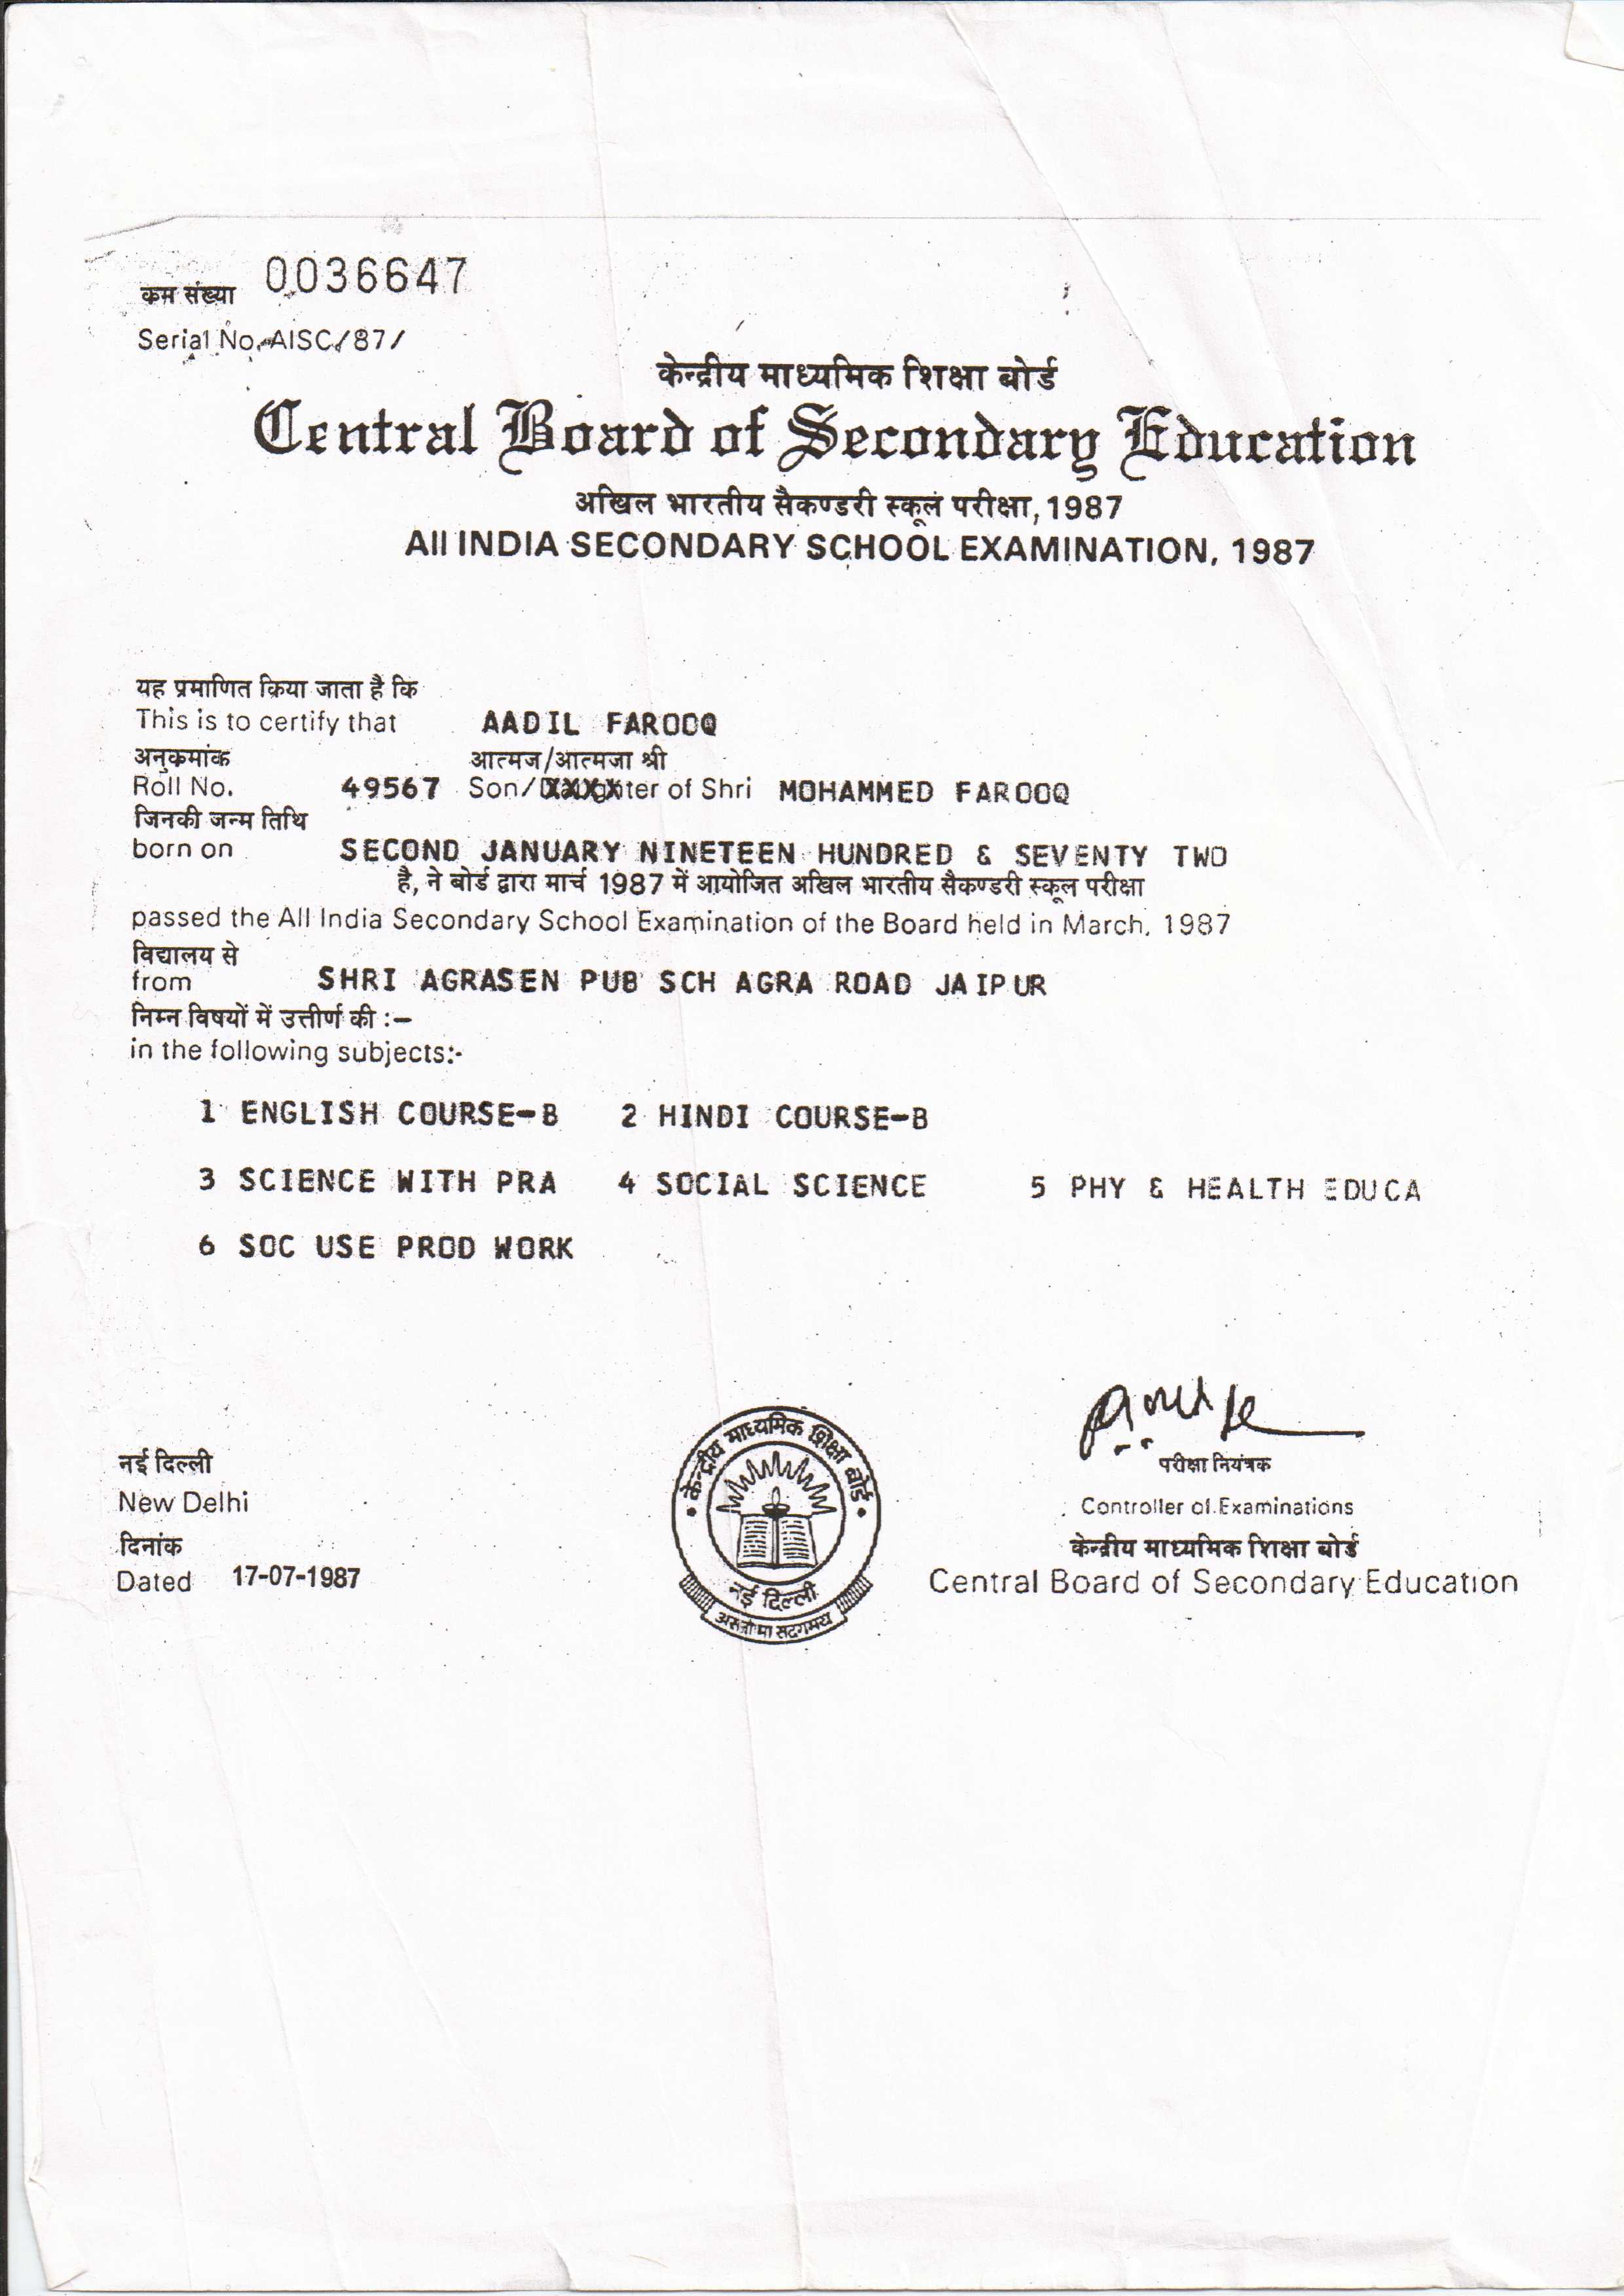 0036647
कम संख्या
Serial No. AISC/87/
केन्द्रीय माध्यमिक शिक्षा बोर्ड
Central Board of Secondary Education
अखिल भारतीय सैकण्डरी स्कूल परीक्षा, 1987
All INDIA SECONDARY SCHOOL EXAMINATION, 1987
यह प्रमाणित किया जाता है कि
This is to certify that AADIL FAROOQ
अनुकमांक आत्मज/आत्मजा श्री
Roll No. 49567 Son/Daughter of Shri MOHAMMED FAROOQ
जिनकी जन्म तिथि
born on SECOND JANUARY NINETEEN HUNDRED & SEVENTY TWO
है, ने बोर्ड द्वारा मार्च 1987 में आयोजित अखिल भारतीय सैकण्डरी स्कूल परीक्षा
passed the All India Secondary School Examination of the Board held in March, 1987
विद्यालय से
from SHRI AGRASEN PUB SCH AGRA ROAD JAIPUR
निम्न विषयों में उत्तीर्ण की :–
in the following subjects:-
1 ENGLISH COURSE-B 2 HINDI COURSE-B
3 SCIENCE WITH PRA 4 SOCIAL SCIENCE 5 PHY & HEALTH EDUCA
6 SOC USE PROD WORK
केन्द्रीय माध्यमिक शिक्षा बोर्ड
नई दिल्ली
असतो मा सद्गमय
नई दिल्ली
New Delhi
दिनांक
Dated 17-07-1987
परीक्षा नियंत्रक
Controller of Examinations
केन्द्रीय माध्यमिक शिक्षा बोर्ड
Central Board of Secondary Education